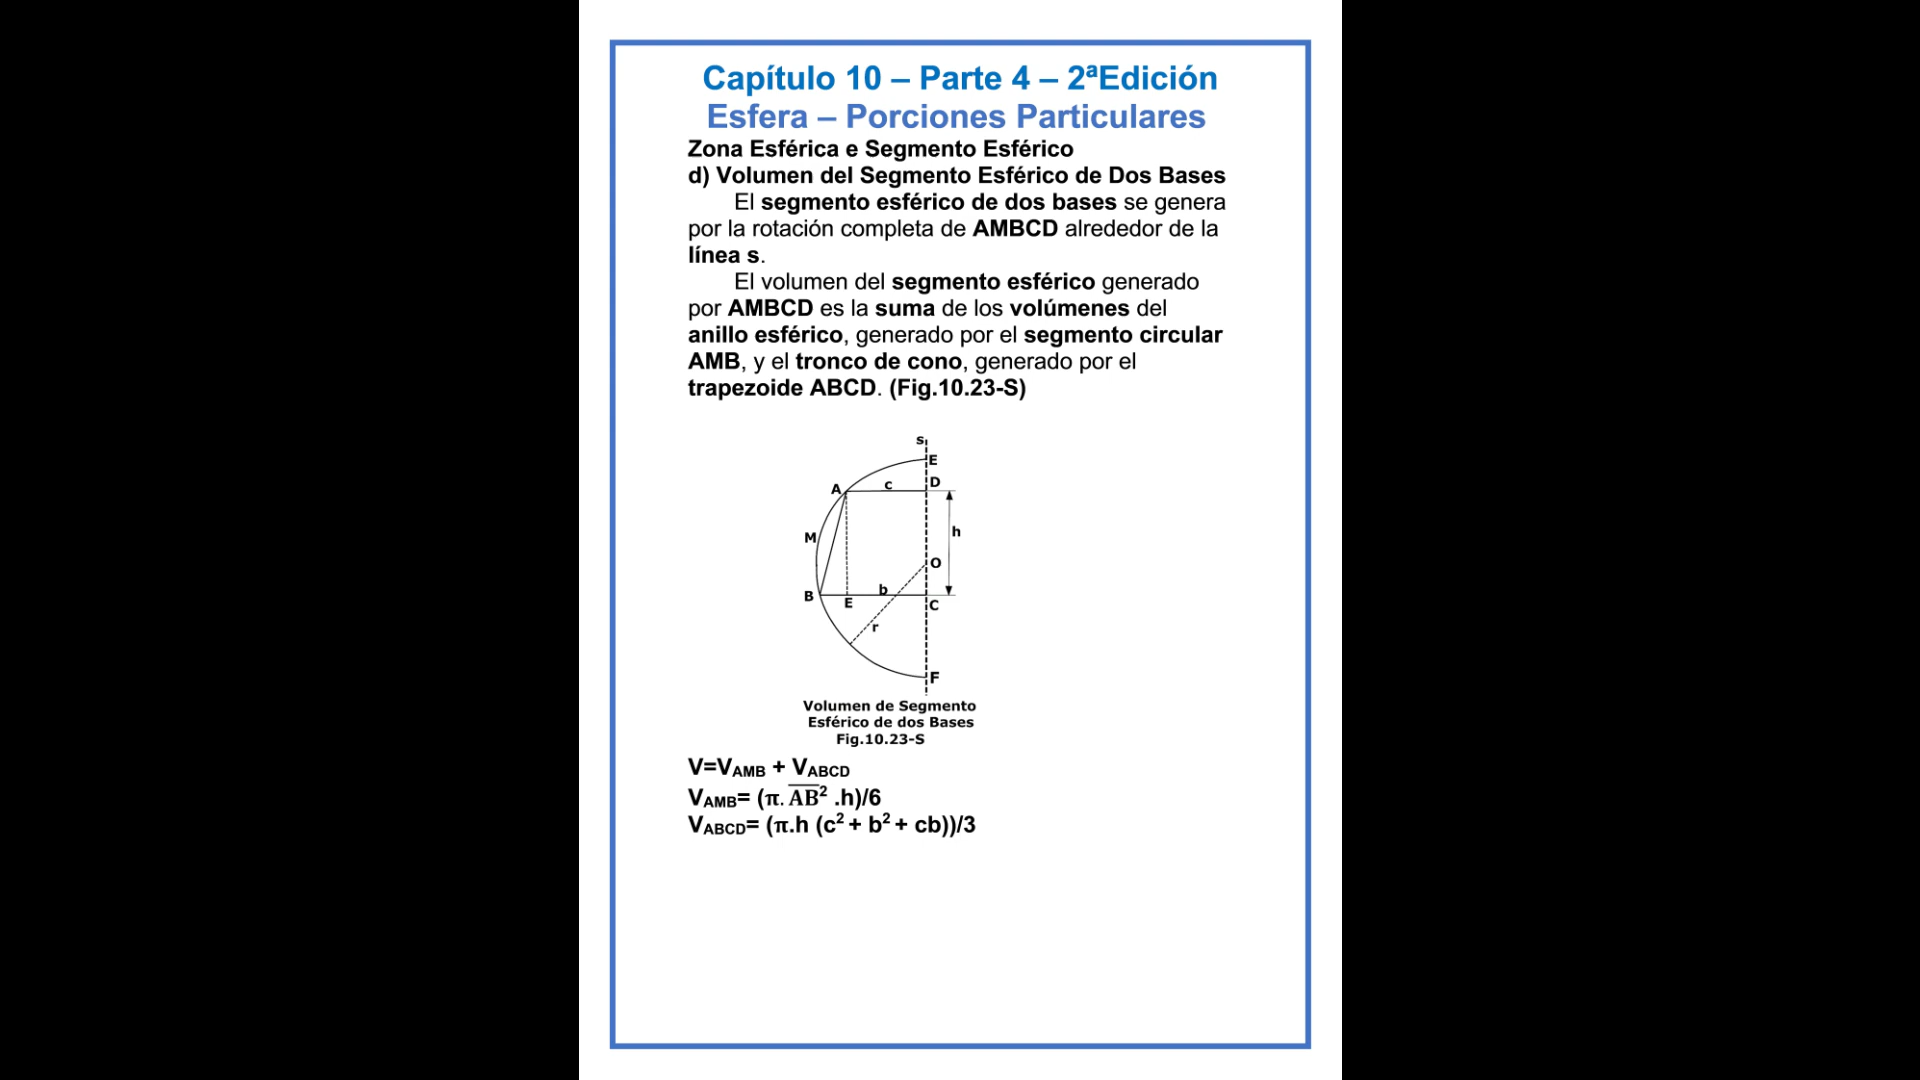 Capítulo 10 – Parte 4 – 2ªEdición
Esfera – Porciones Particulares
Zona Esférica e Segmento Esférico
d) Volumen del Segmento Esférico de Dos Bases
El segmento esférico de dos bases se genera
por la rotación completa de AMBCD alrededor de la
línea s.
El volumen del segmento esférico generado
por AMBCD es la suma de los volúmenes del
anillo esférico, generado por el segmento circular
AMB, y el tronco de cono, generado por el
trapezoide ABCD. (Fig.10.23-S)
s
E
A c D
h
M
O
b
B E C
r
F
Volumen de Segmento
Esférico de dos Bases
Fig.10.23-S
V=VAMB + VABCD
VAMB= (π. A̅B̅² .h)/6
VABCD= (π.h (c² + b² + cb))/3